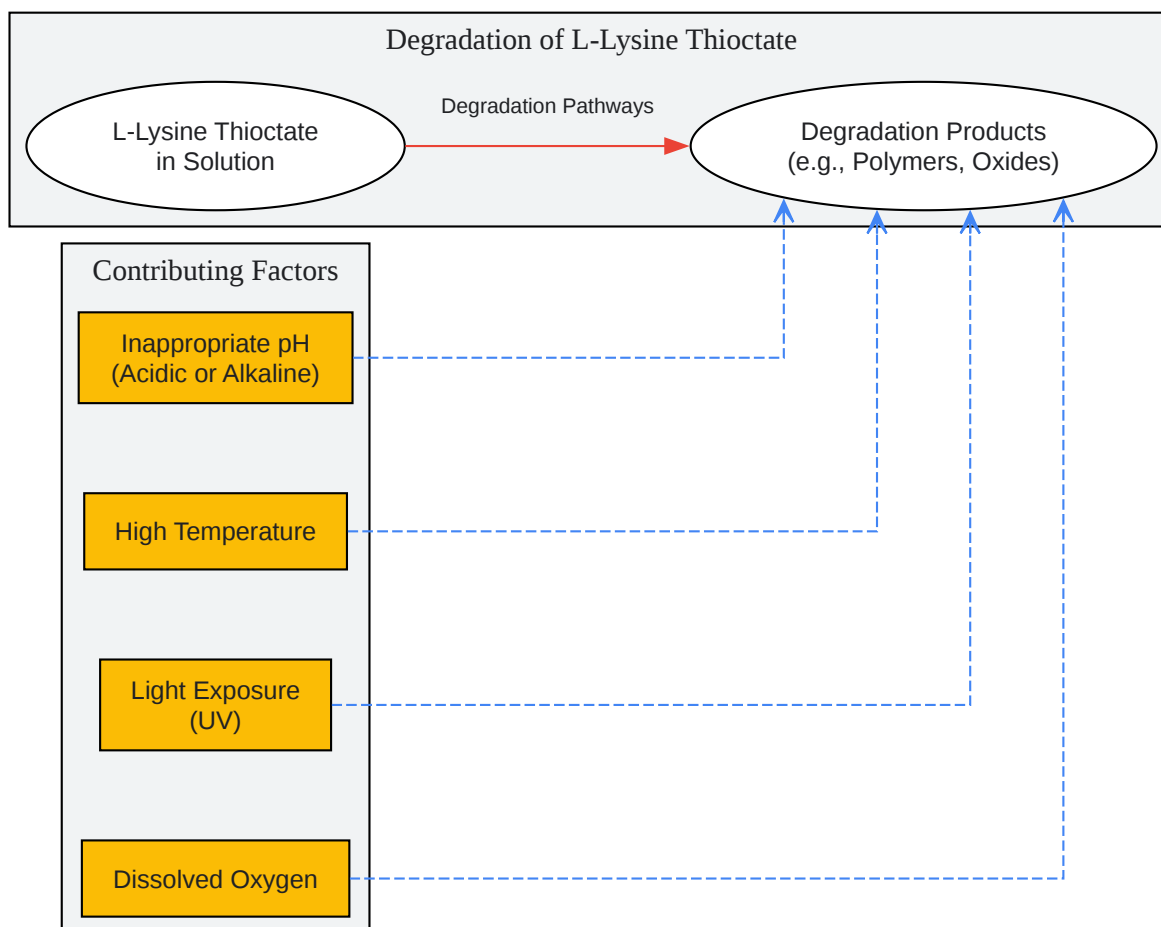 Degradation of L-Lysine Thioctate
L-Lysine Thioctate
in Solution
Degradation Pathways
Degradation Products
(e.g., Polymers, Oxides)
Contributing Factors
Inappropriate pH
(Acidic or Alkaline)
High Temperature
Light Exposure
(UV)
Dissolved Oxygen